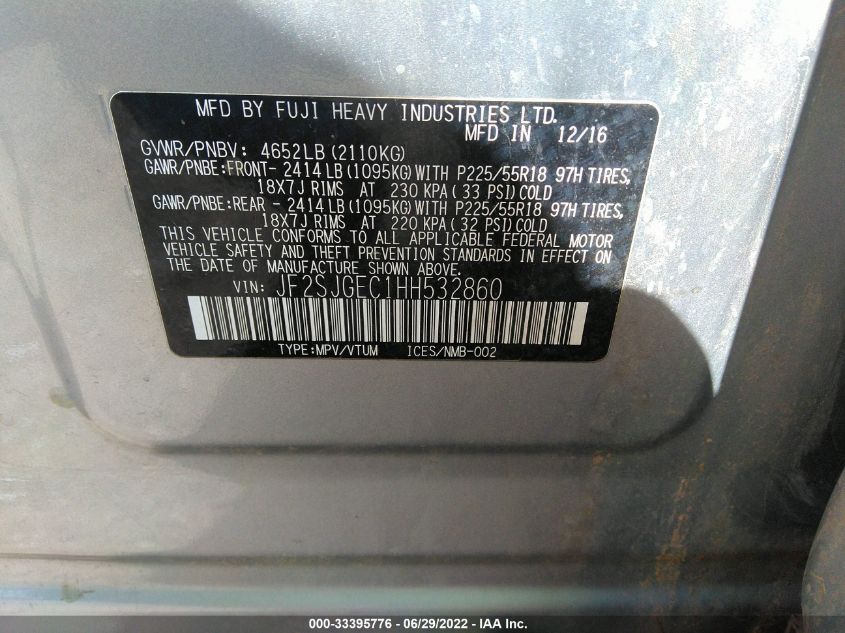 MFD BY FUJI HEAVY INDUSTRIES LTD.
MFD IN 12/16
GVWR/PNBV: 4652LB(2110KG)
GAWR/PNBE:FRONT- 2414LB(1095KG)WITH P225/55R18 97H TIRES,
18X7J RIMS AT 230 KPA( 33 PSI)COLD
GAWR/PNBE:REAR - 2414LB(1095KG)WITH P225/55R18 97H TIRES,
18X7J RIMS AT 220 KPA( 32 PSI)COLD
THIS VEHICLE CONFORMS TO ALL APPLICABLE FEDERAL MOTOR
VEHICLE SAFETY AND THEFT PREVENTION STANDARDS IN EFFECT ON
THE DATE OF MANUFACTURE SHOWN ABOVE.
VIN: JF2SJGEC1HH532860
TYPE:MPV/VTUM ICES/NMB-002
000-33395776 - 06/29/2022 - IAA Inc.